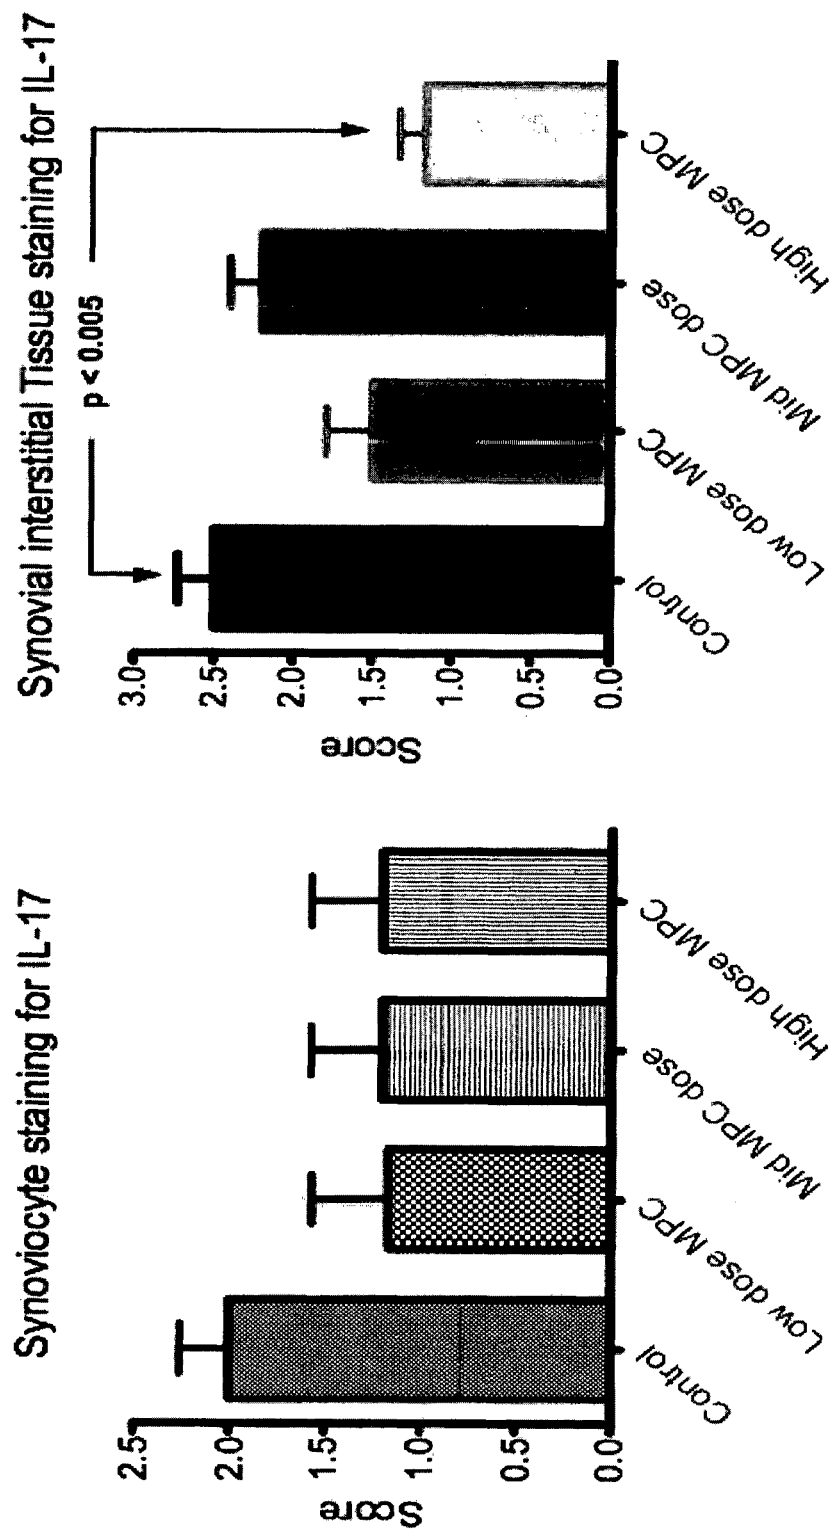 Synoviocyte staining for IL-17
Score
2.5
2.0
1.5
1.0
0.5
0.0
Control
Low dose MPC
Mid MPC dose
High dose MPC
Synovial interstitial Tissue staining for IL-17
p < 0.005
Score
3.0
2.5
2.0
1.5
1.0
0.5
0.0
Control
Low dose MPC
Mid MPC dose
High dose MPC